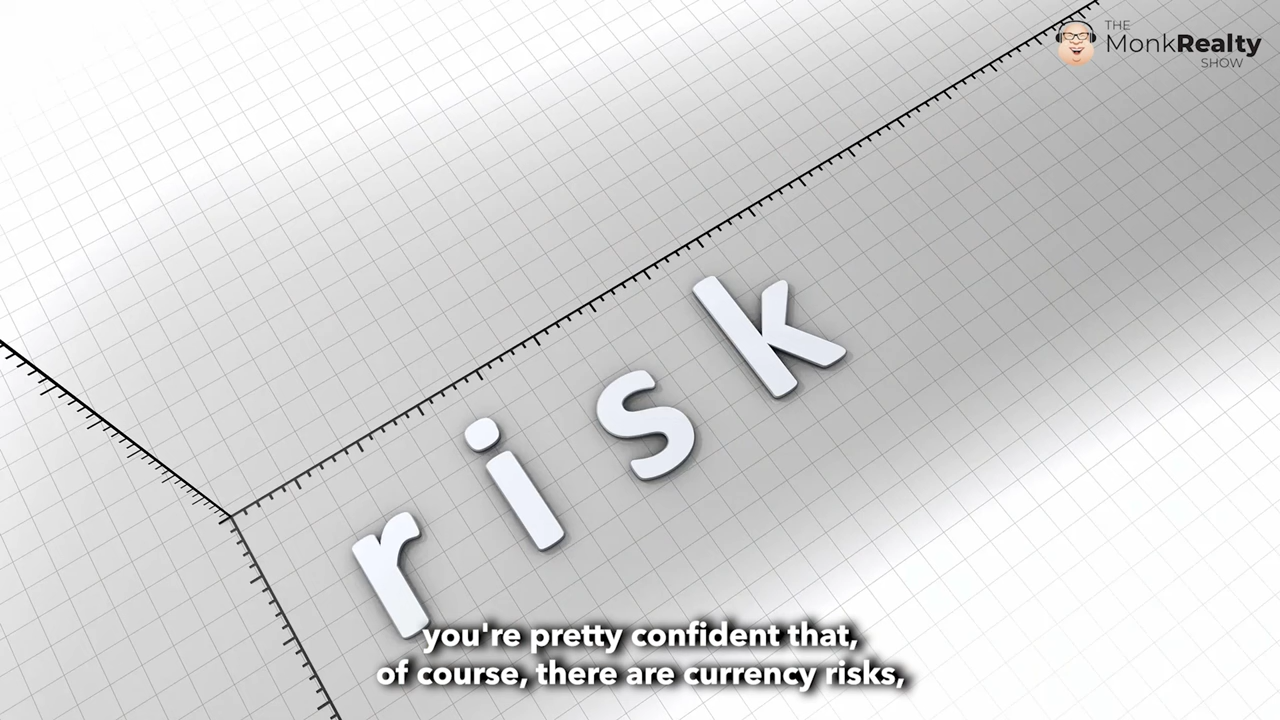 THE
MonkRealty
SHOW
risk
you're pretty confident that,
of course, there are currency risks,